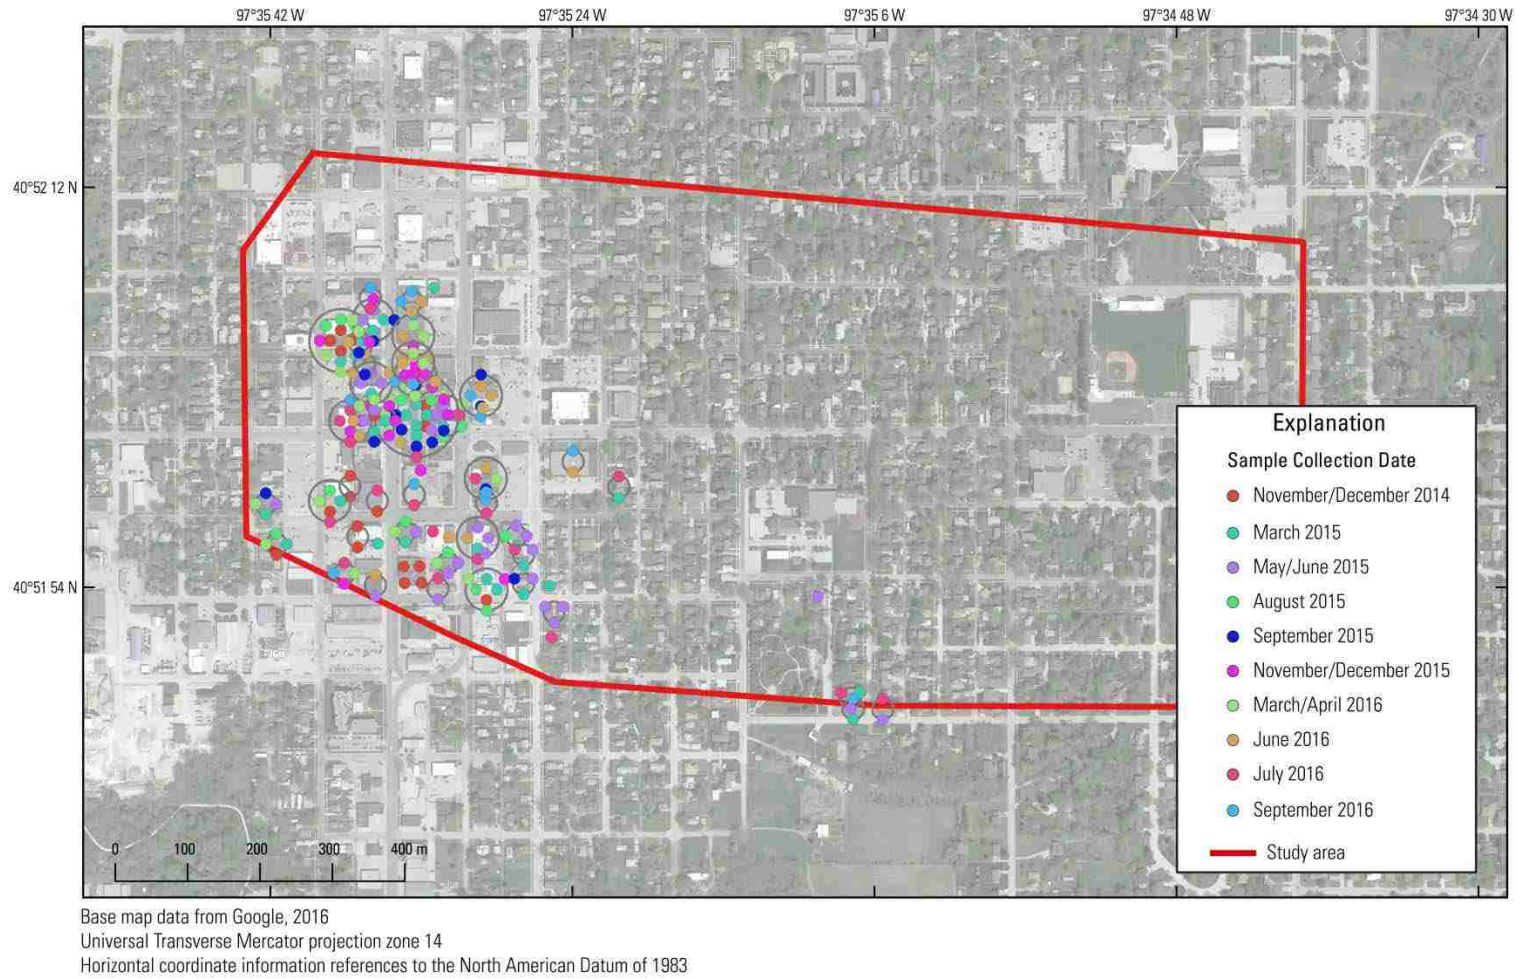 97°35 42 W 97°35 24 W 97°35 6 W 97°34 48 W 97°34 30 W
40°52 12 N
40°51 54 N
Explanation
Sample Collection Date
November/December 2014
March 2015
May/June 2015
August 2015
September 2015
November/December 2015
March/April 2016
June 2016
July 2016
September 2016
Study area
0 100 200 300 400 m
Base map data from Google, 2016
Universal Transverse Mercator projection zone 14
Horizontal coordinate information references to the North American Datum of 1983